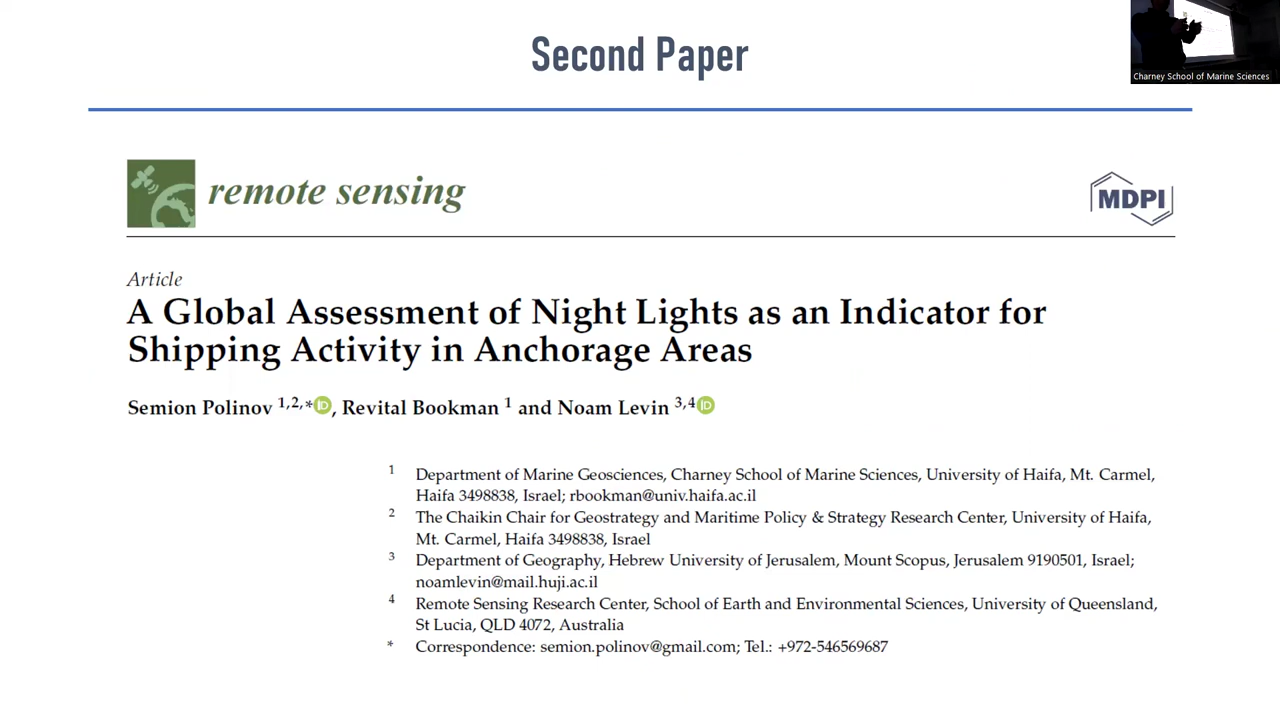 Second Paper
Charney School of Marine Sciences
remote sensing
MDPI
Article
A Global Assessment of Night Lights as an Indicator for
Shipping Activity in Anchorage Areas
Semion Polinov 1,2,* iD, Revital Bookman 1 and Noam Levin 3,4 iD
1 Department of Marine Geosciences, Charney School of Marine Sciences, University of Haifa, Mt. Carmel,
Haifa 3498838, Israel; rbookman@univ.haifa.ac.il
2 The Chaikin Chair for Geostrategy and Maritime Policy & Strategy Research Center, University of Haifa,
Mt. Carmel, Haifa 3498838, Israel
3 Department of Geography, Hebrew University of Jerusalem, Mount Scopus, Jerusalem 9190501, Israel;
noamlevin@mail.huji.ac.il
4 Remote Sensing Research Center, School of Earth and Environmental Sciences, University of Queensland,
St Lucia, QLD 4072, Australia
* Correspondence: semion.polinov@gmail.com; Tel.: +972-546569687